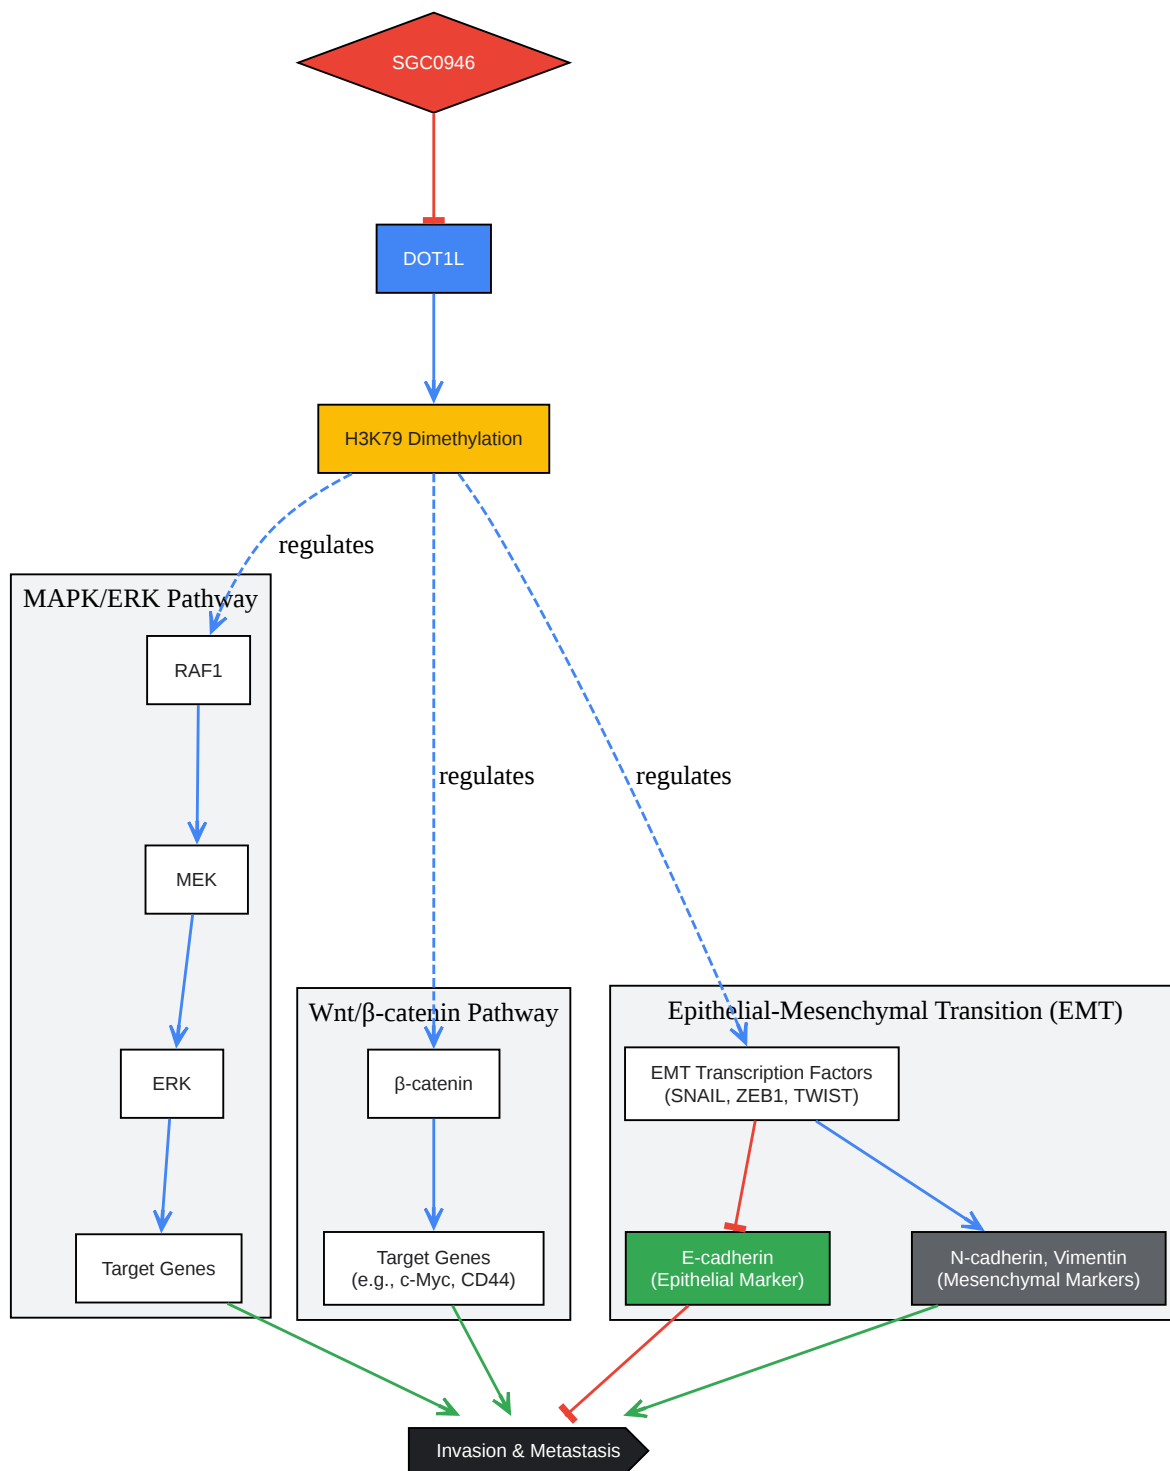 SGC0946
DOT1L
H3K79 Dimethylation
regulates
MAPK/ERK Pathway
RAF1
regulates
regulates
MEK
Wnt/β-catenin Pathway
Epithelial-Mesenchymal Transition (EMT)
ERK
β-catenin
EMT Transcription Factors
(SNAIL, ZEB1, TWIST)
Target Genes
Target Genes
(e.g., c-Myc, CD44)
E-cadherin
(Epithelial Marker)
N-cadherin, Vimentin
(Mesenchymal Markers)
Invasion & Metastasis